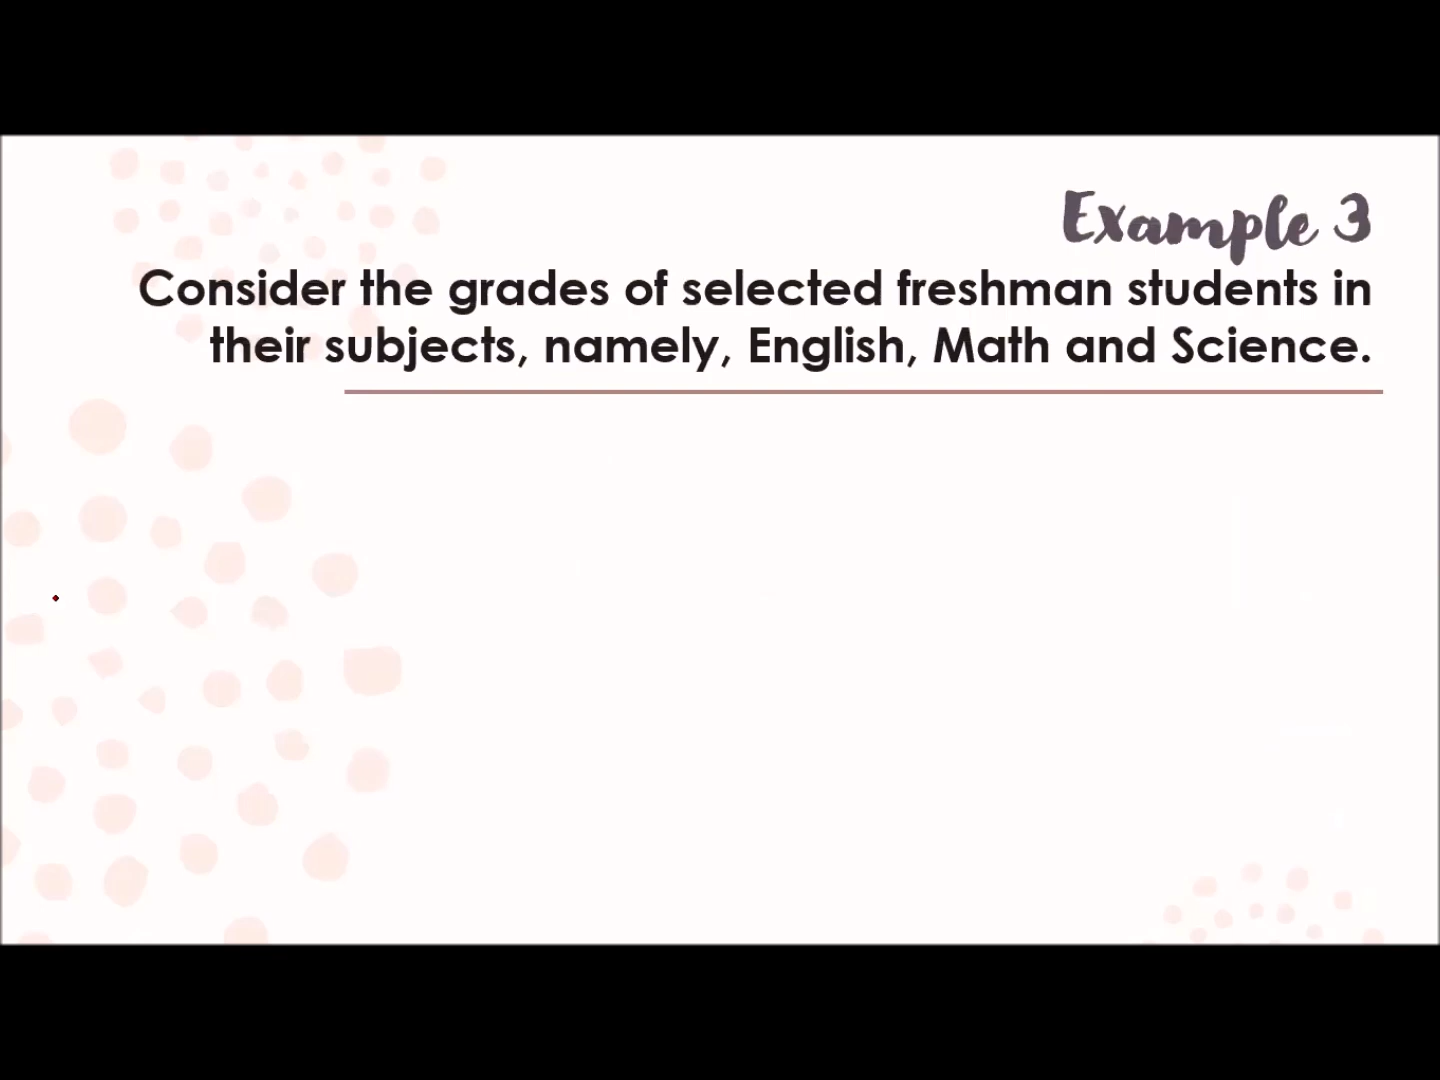 Example 3
Consider the grades of selected freshman students in
their subjects, namely, English, Math and Science.